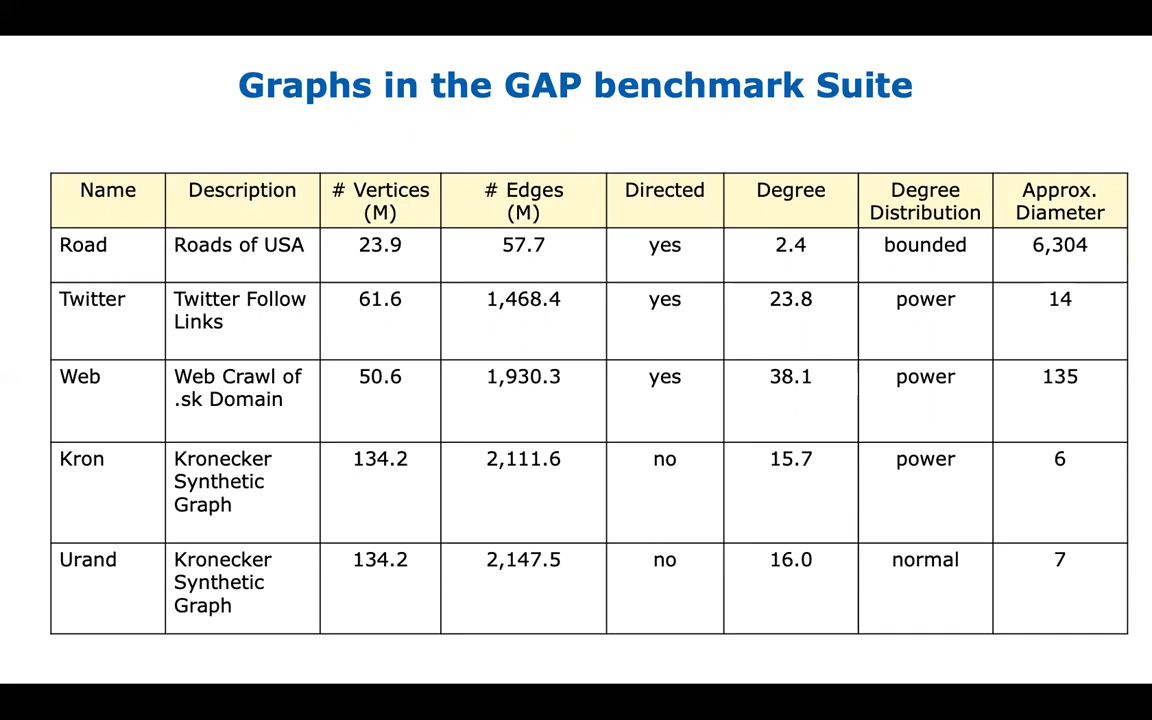 Graphs in the GAP benchmark Suite
Name Description # Vertices (M) # Edges (M) Directed Degree Degree Distribution Approx. Diameter
Road Roads of USA 23.9 57.7 yes 2.4 bounded 6,304
Twitter Twitter Follow Links 61.6 1,468.4 yes 23.8 power 14
Web Web Crawl of .sk Domain 50.6 1,930.3 yes 38.1 power 135
Kron Kronecker Synthetic Graph 134.2 2,111.6 no 15.7 power 6
Urand Kronecker Synthetic Graph 134.2 2,147.5 no 16.0 normal 7